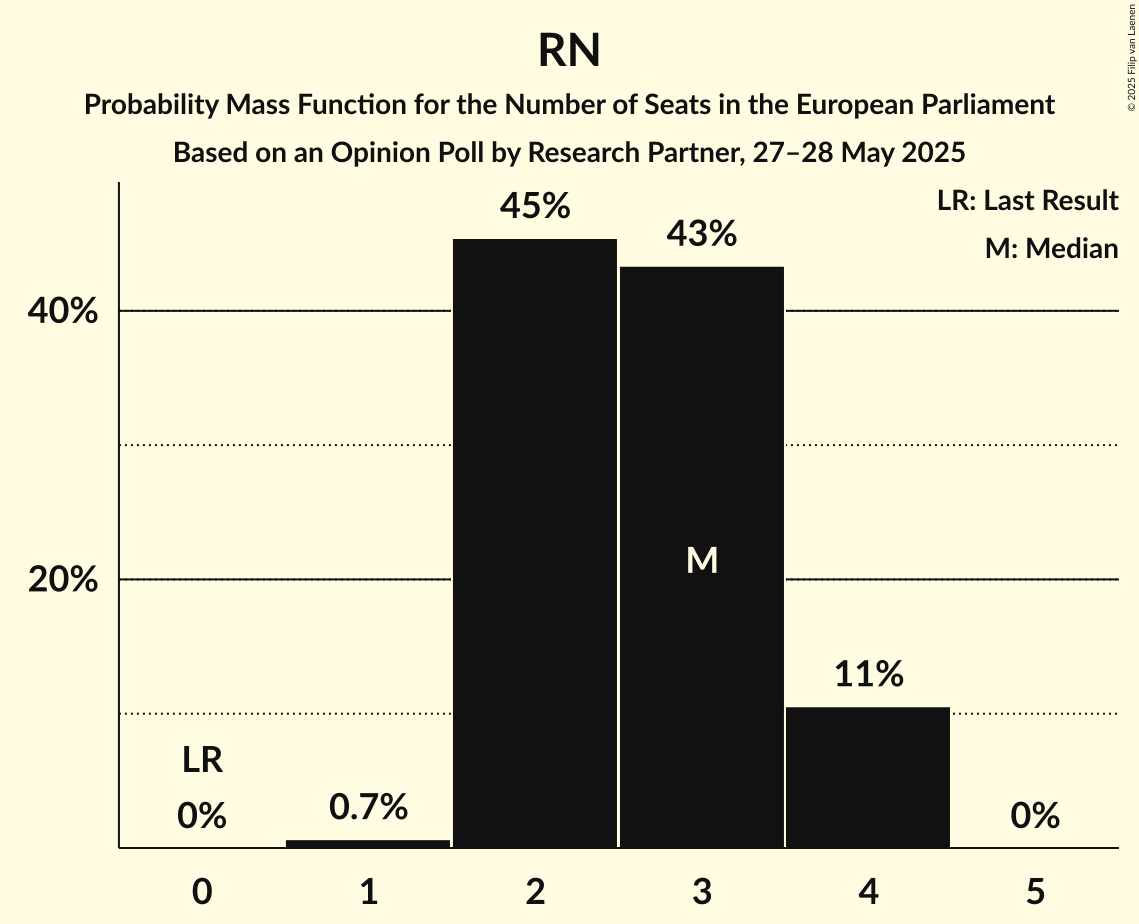 RN
Probability Mass Function for the Number of Seats in the European Parliament
Based on an Opinion Poll by Research Partner, 27–28 May 2025
© 2025 Filip van Laenen
LR: Last Result
M: Median
45%
43%
40%
M
20%
11%
LR
0%
0.7%
0%
0 1 2 3 4 5